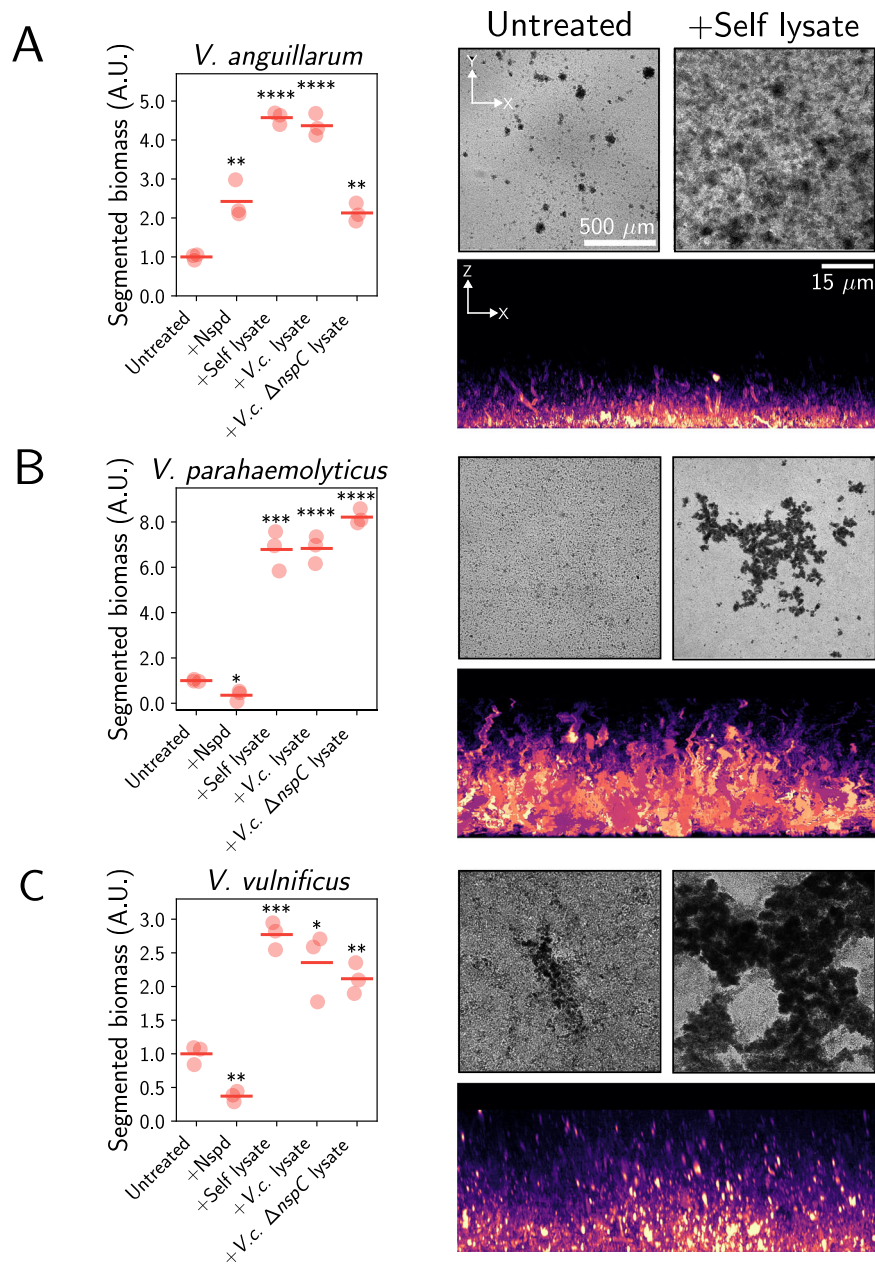 Untreated
+Self lysate
A
V. anguillarum
Segmented biomass (A.U.)
5.0
4.0
3.0
2.0
1.0
0.0
**
****
****
**
Untreated
+Nspd
+Self lysate
+V.c. lysate
+V.c. ΔnspC lysate
Y
X
500 μm
Z
X
15 μm
B
V. parahaemolyticus
Segmented biomass (A.U.)
8.0
6.0
4.0
2.0
0.0
*
***
****
****
Untreated
+Nspd
+Self lysate
+V.c. lysate
+V.c. ΔnspC lysate
C
V. vulnificus
Segmented biomass (A.U.)
3.0
2.5
2.0
1.5
1.0
0.5
0.0
**
***
*
**
Untreated
+Nspd
+Self lysate
+V.c. lysate
+V.c. ΔnspC lysate